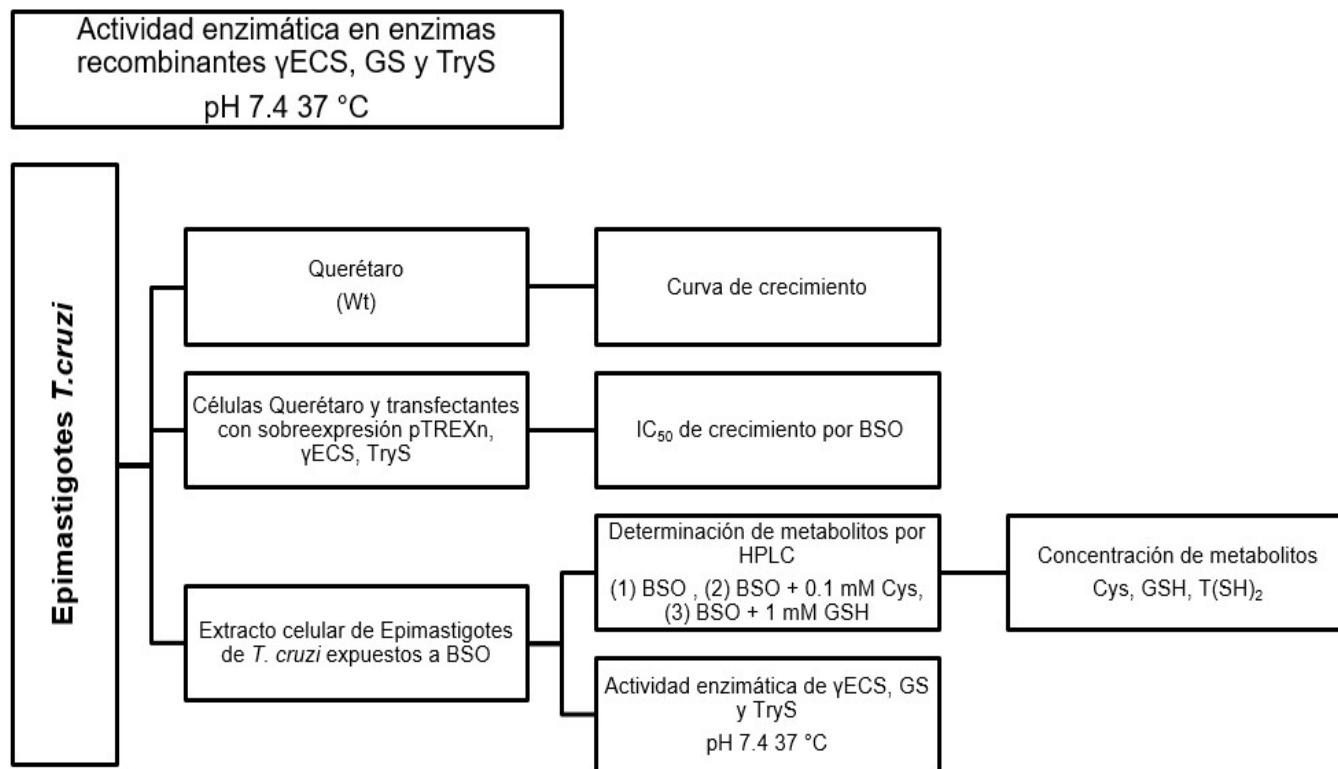 Actividad enzimática en enzimas
recombinantes γECS, GS y TryS
pH 7.4 37 °C
Epimastigotes T.cruzi
Querétaro
(Wt)
Curva de crecimiento
Células Querétaro y transfectantes
con sobreexpresión pTREXn,
γECS, TryS
IC₅₀ de crecimiento por BSO
Extracto celular de Epimastigotes
de T. cruzi expuestos a BSO
Determinación de metabolitos por
HPLC
(1) BSO , (2) BSO + 0.1 mM Cys,
(3) BSO + 1 mM GSH
Concentración de metabolitos
Cys, GSH, T(SH)₂
Actividad enzimática de γECS, GS
y TryS
pH 7.4 37 °C